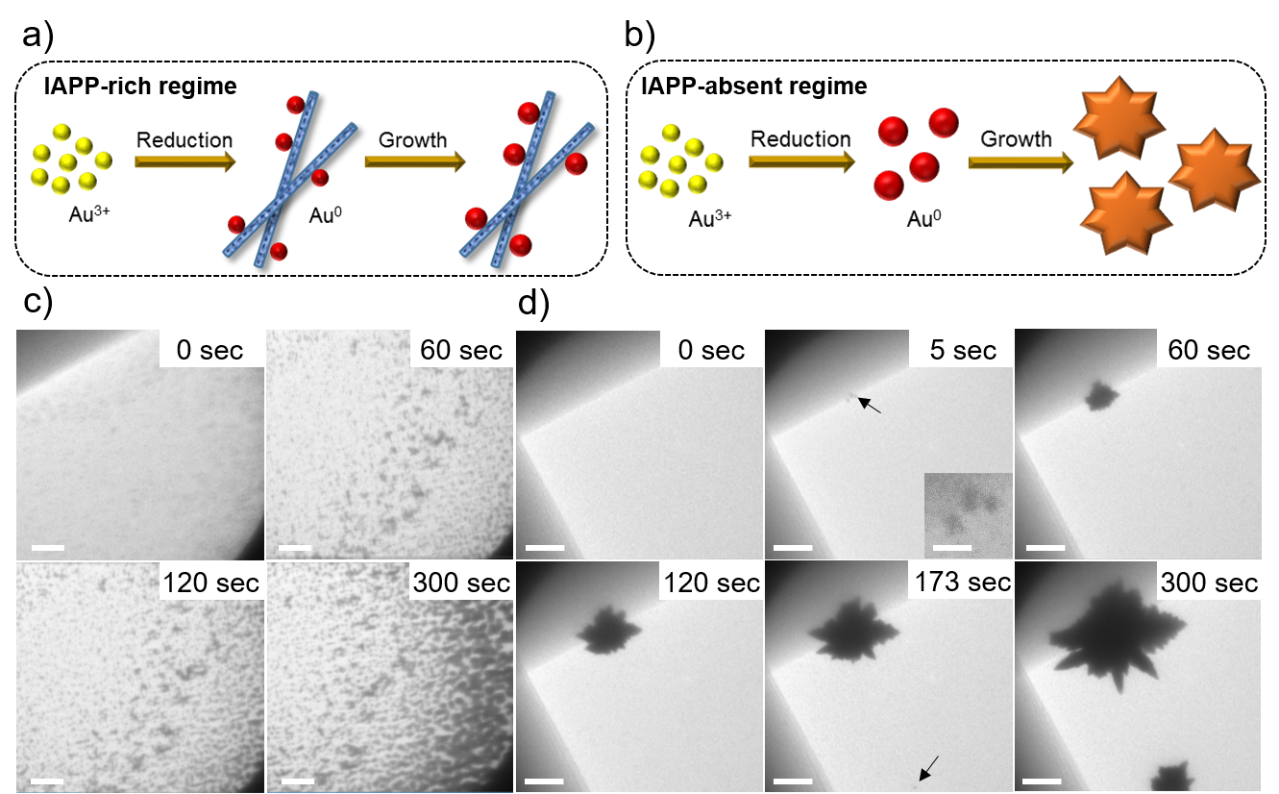 a)
IAPP-rich regime
Reduction
Growth
Au³⁺
Au⁰
b)
IAPP-absent regime
Reduction
Growth
Au³⁺
Au⁰
c)
0 sec
60 sec
120 sec
300 sec
d)
0 sec
5 sec
60 sec
120 sec
173 sec
300 sec